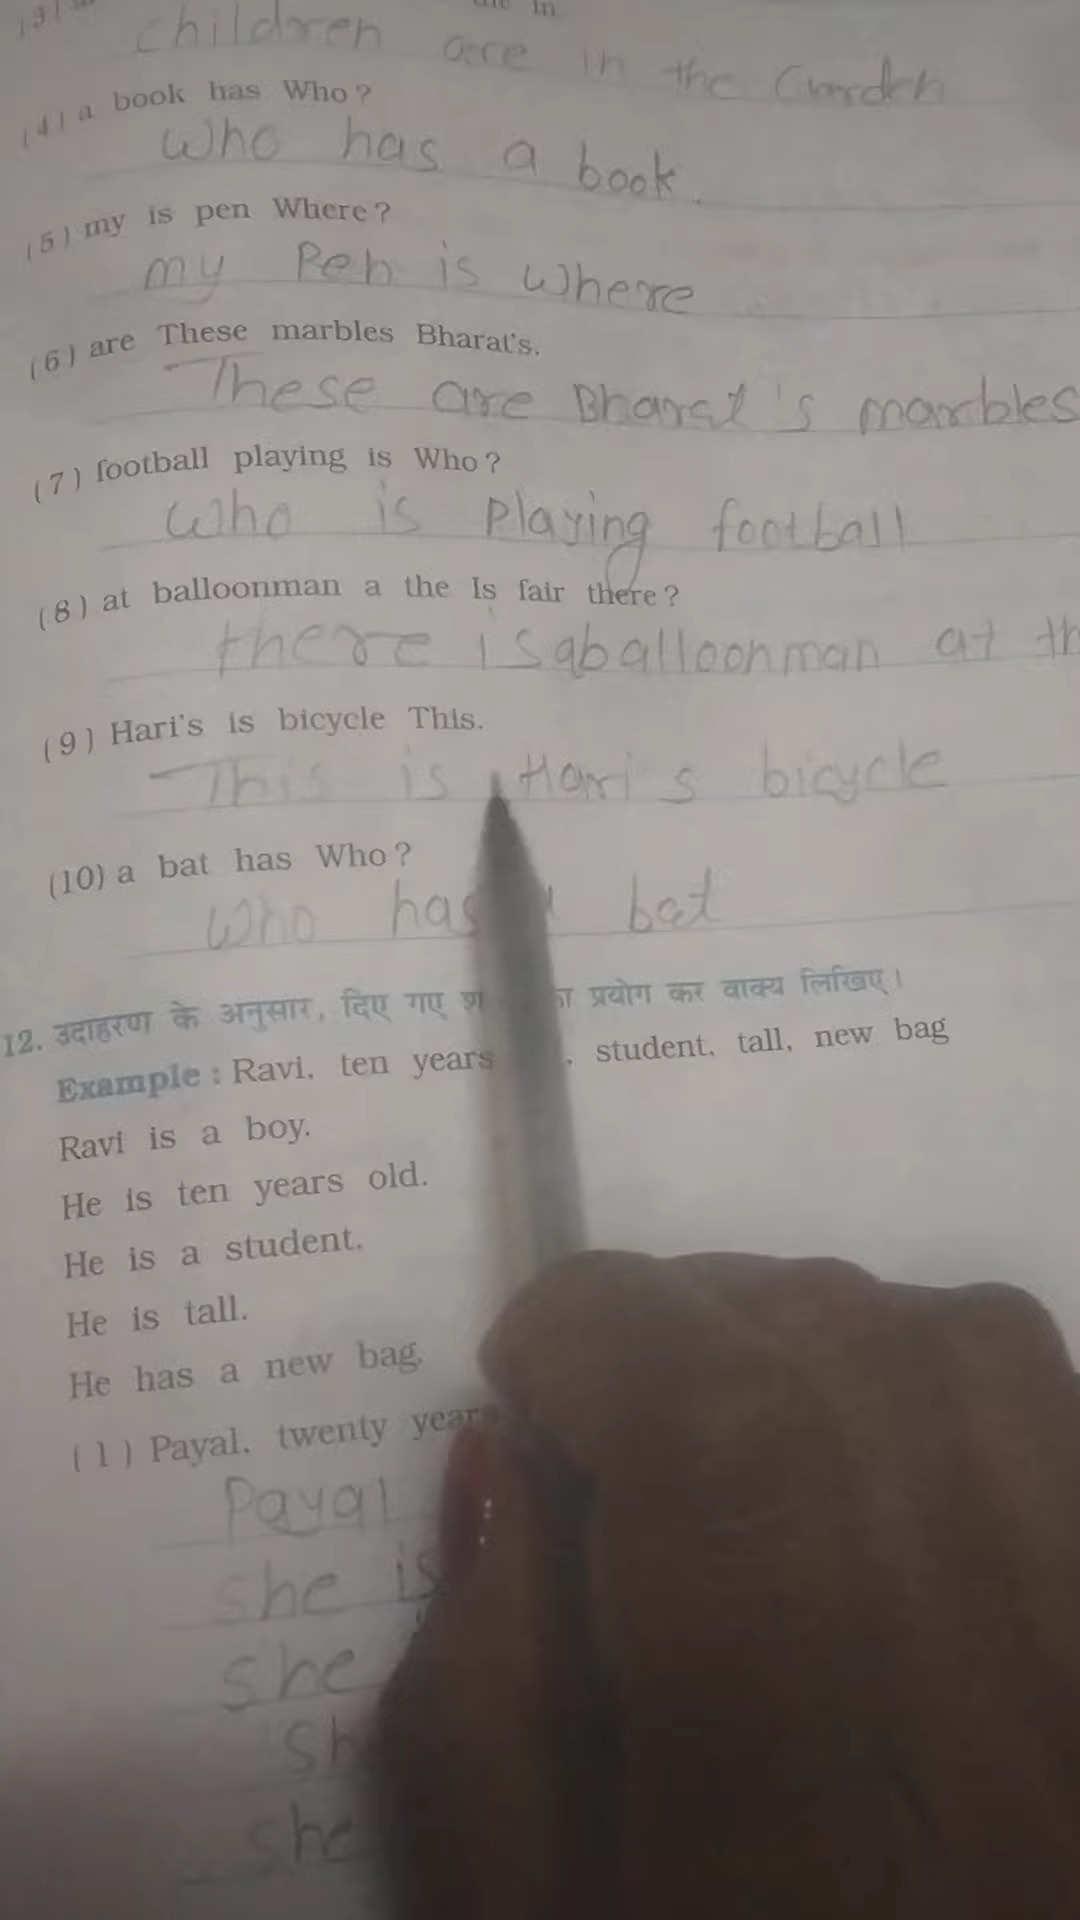 children are in the Garden
(4) a book has Who?
Who has a book.
(5) my is pen Where?
my Pen is where
(6) are These marbles Bharat's.
These are Bharat's marbles
(7) football playing is Who?
Who is Playing football
(8) at balloonman a the Is fair there?
there is a balloonman at th
(9) Hari's is bicycle This.
This is Hari's bicycle
(10) a bat has Who?
Who has bat
12. उदाहरण के अनुसार, दिए गए प्रयोग कर वाक्य लिखिए।
Example : Ravi, ten years , student, tall, new bag
Ravi is a boy.
He is ten years old.
He is a student.
He is tall.
He has a new bag.
(1) Payal, twenty year
Payal
she is
she
sh
she